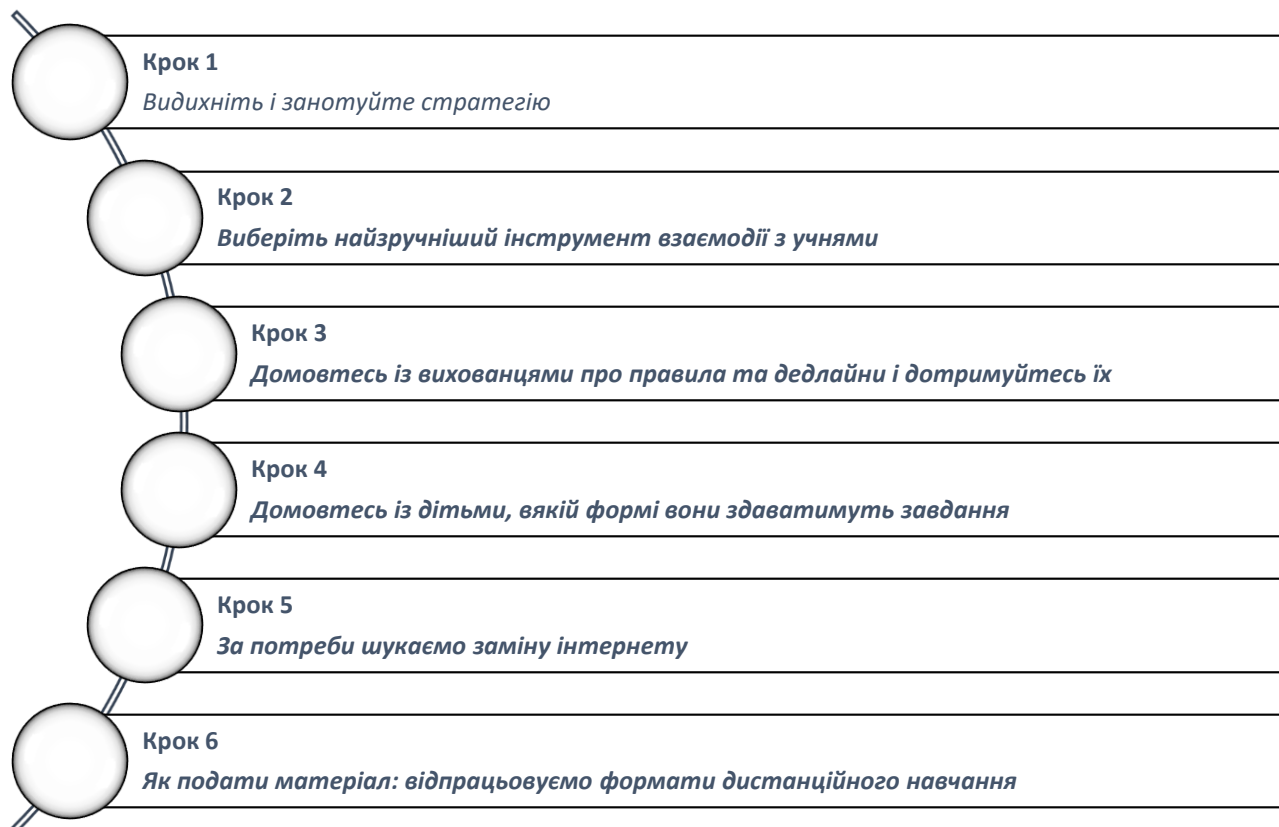 Крок 1
Видихніть і занотуйте стратегію
Крок 2
Виберіть найзручніший інструмент взаємодії з учнями
Крок 3
Домовтесь із вихованцями про правила та дедлайни і дотримуйтесь їх
Крок 4
Домовтесь із дітьми, вякій формі вони здаватимуть завдання
Крок 5
За потреби шукаємо заміну інтернету
Крок 6
Як подати матеріал: відпрацьовуємо формати дистанційного навчання